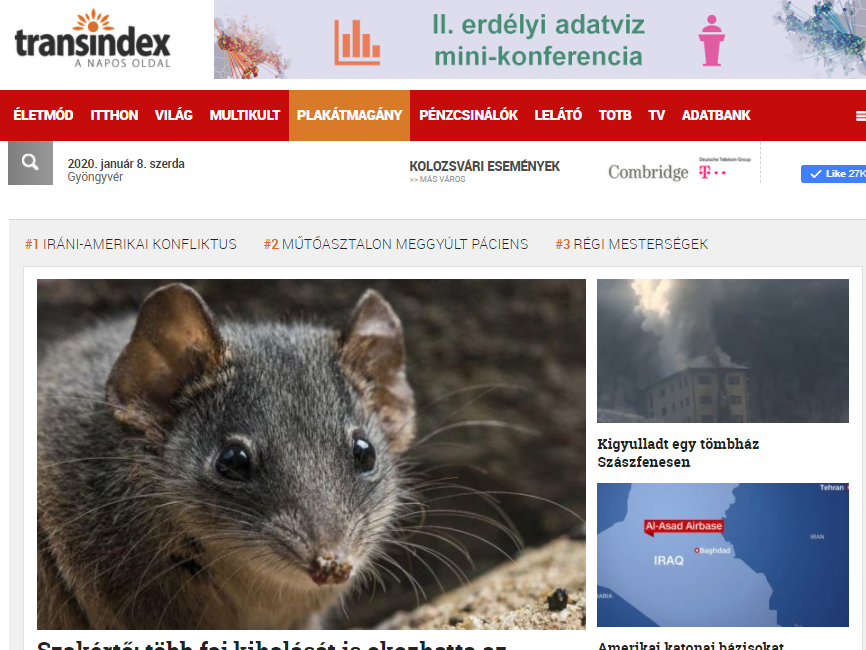 transindex
A NAPOS OLDAL
II. erdélyi adatviz
mini-konferencia
ÉLETMÓD ITTHON VILÁG MULTIKULT PLAKÁTMAGÁNY PÉNZCSINÁLÓK LELÁTÓ TOTB TV ADATBANK
2020. január 8. szerda
Gyöngyvér
KOLOZSVÁRI ESEMÉNYEK
>> MÁS VÁROS
Combridge
Deutsche Telekom Group
T
Like 27K
#1 IRÁNI-AMERIKAI KONFLIKTUS #2 MŰTŐASZTALON MEGGYÚLT PÁCIENS #3 RÉGI MESTERSÉGEK
Kigyulladt egy tömbház
Szászfenesen
Tehran
Al-Asad Airbase
IRAN
Baghdad
IRAQ
Szakértő: több faj kihalását is okozhatta az
Amerikai katonai bázisokat